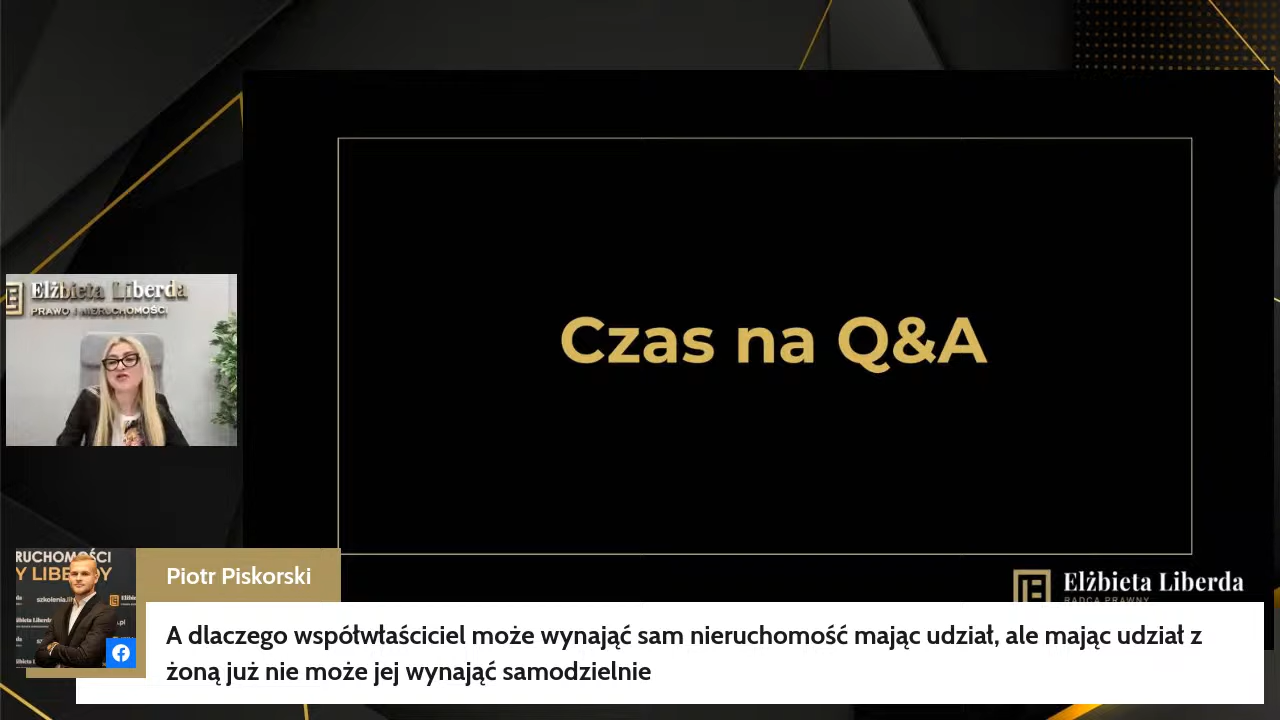 Czas na Q&A
Elżbieta Liberda
PRAWO I NIERUCHOMOŚCI
Elżbieta Liberda
RADCA PRAWNY
RUCHOMOŚCI
Piotr Piskorski
A dlaczego współwłaściciel może wynająć sam nieruchomość mając udział, ale mając udział z
żoną już nie może jej wynająć samodzielnie